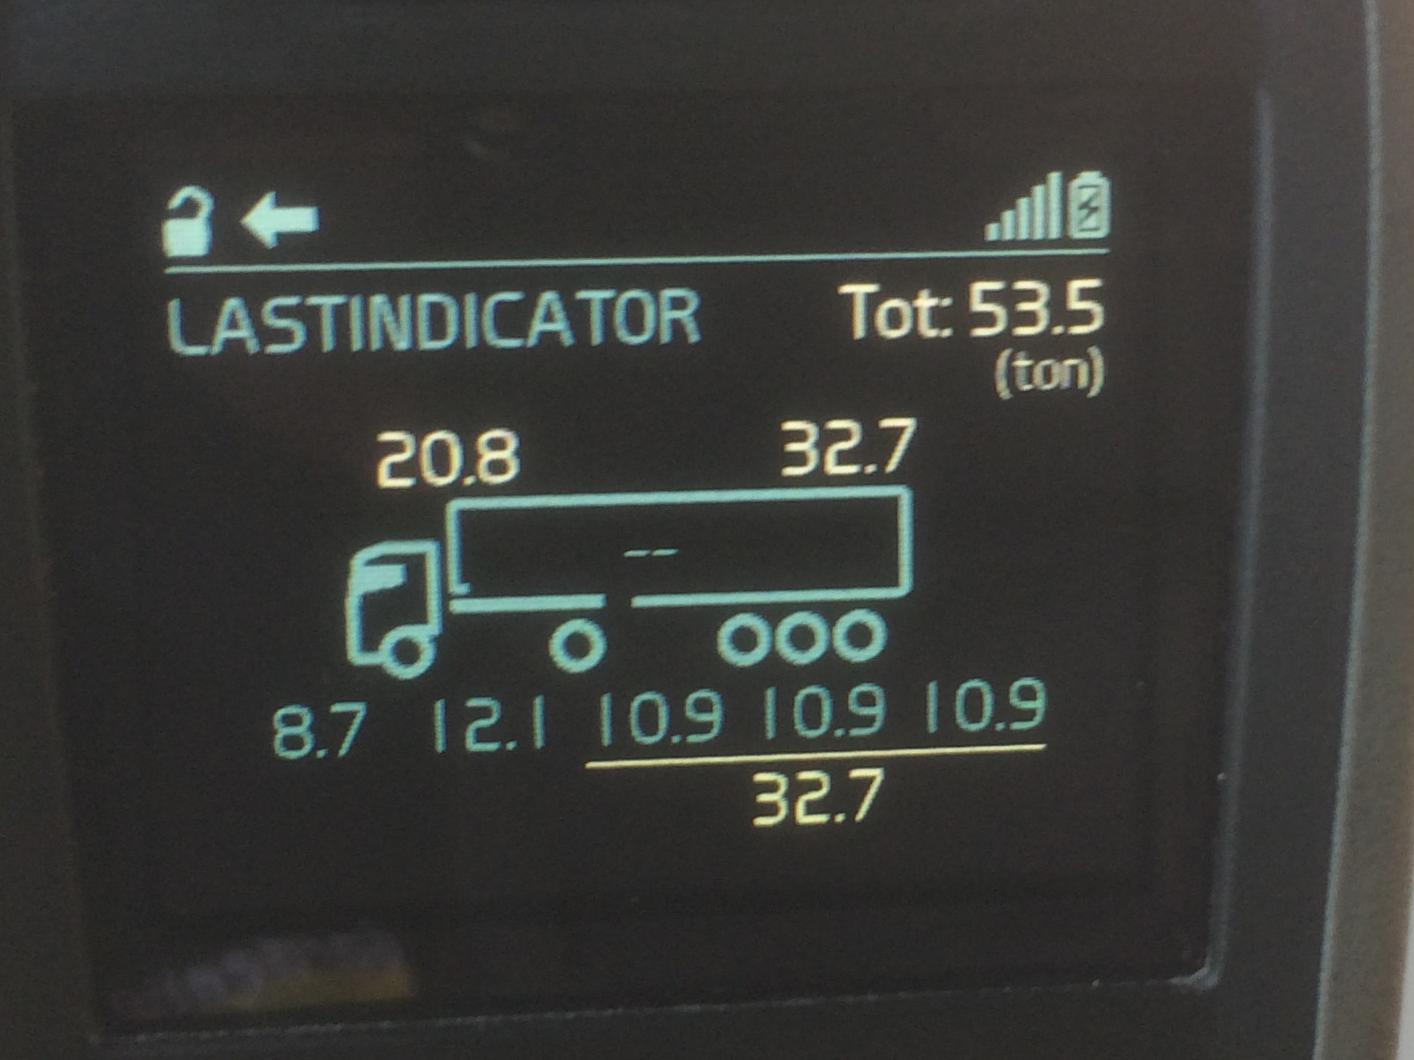 LASTINDICATOR Tot: 53.5
(ton)
20.8 32.7
--
8.7 12.1 10.9 10.9 10.9
32.7